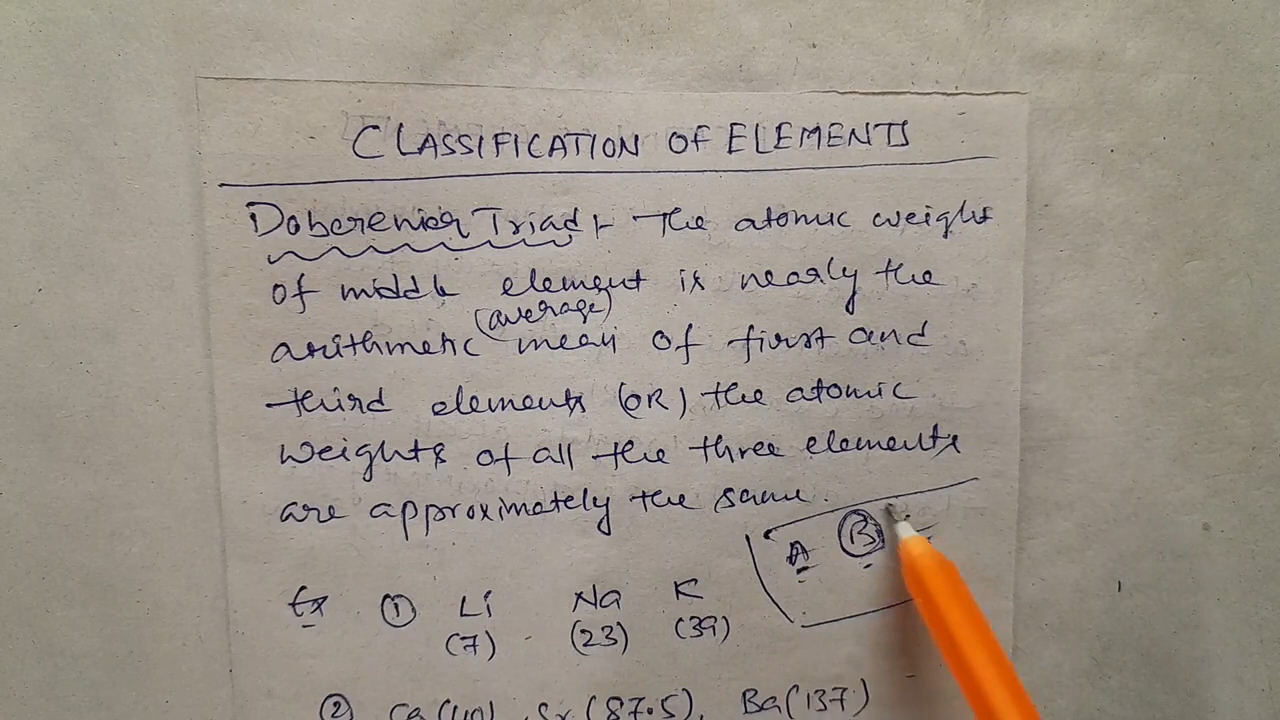 CLASSIFICATION OF ELEMENTS
Doberenier Triad :- The atomic weight
of middle element is nearly the
(average)
arithmetic mean of first and
third elements (OR) the atomic
weights of all the three elements
are approximately the same.
A B
Ex ① Li Na K
(7) (23) (39)
② Ca(40), Sr(87.5), Ba(137)